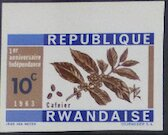 REPUBLIQUE
1er anniversaire
Indépendance
10c
1963
Caféier
RWANDAISE